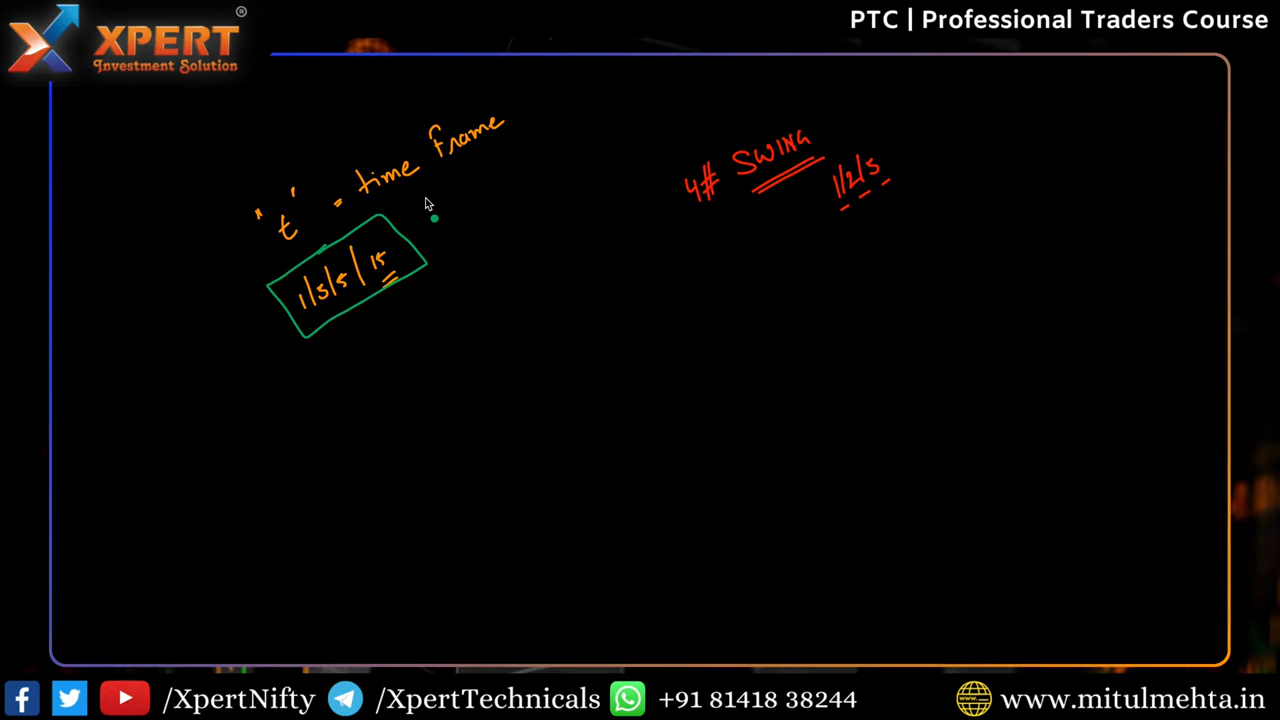 XPERT®
Investment Solution
PTC | Professional Traders Course
"t' = time frame
1/3/5/15
4# SWING
1/2/5
/XpertNifty
/XpertTechnicals
+91 81418 38244
www.mitulmehta.in